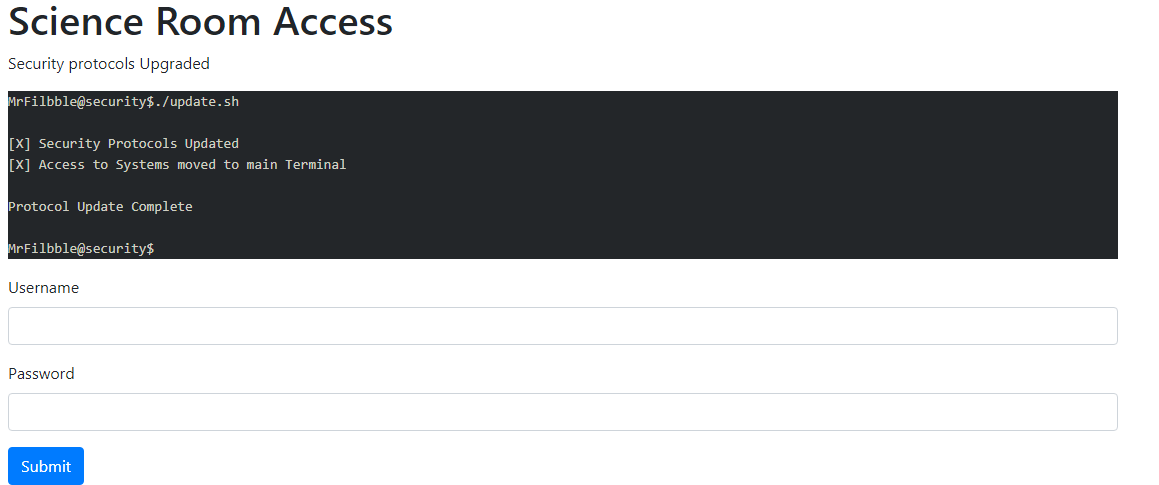 Science Room Access
Security protocols Upgraded
MrFilbble@security$./update.sh
[X] Security Protocols Updated
[X] Access to Systems moved to main Terminal
Protocol Update Complete
MrFilbble@security$
Username
Password
Submit